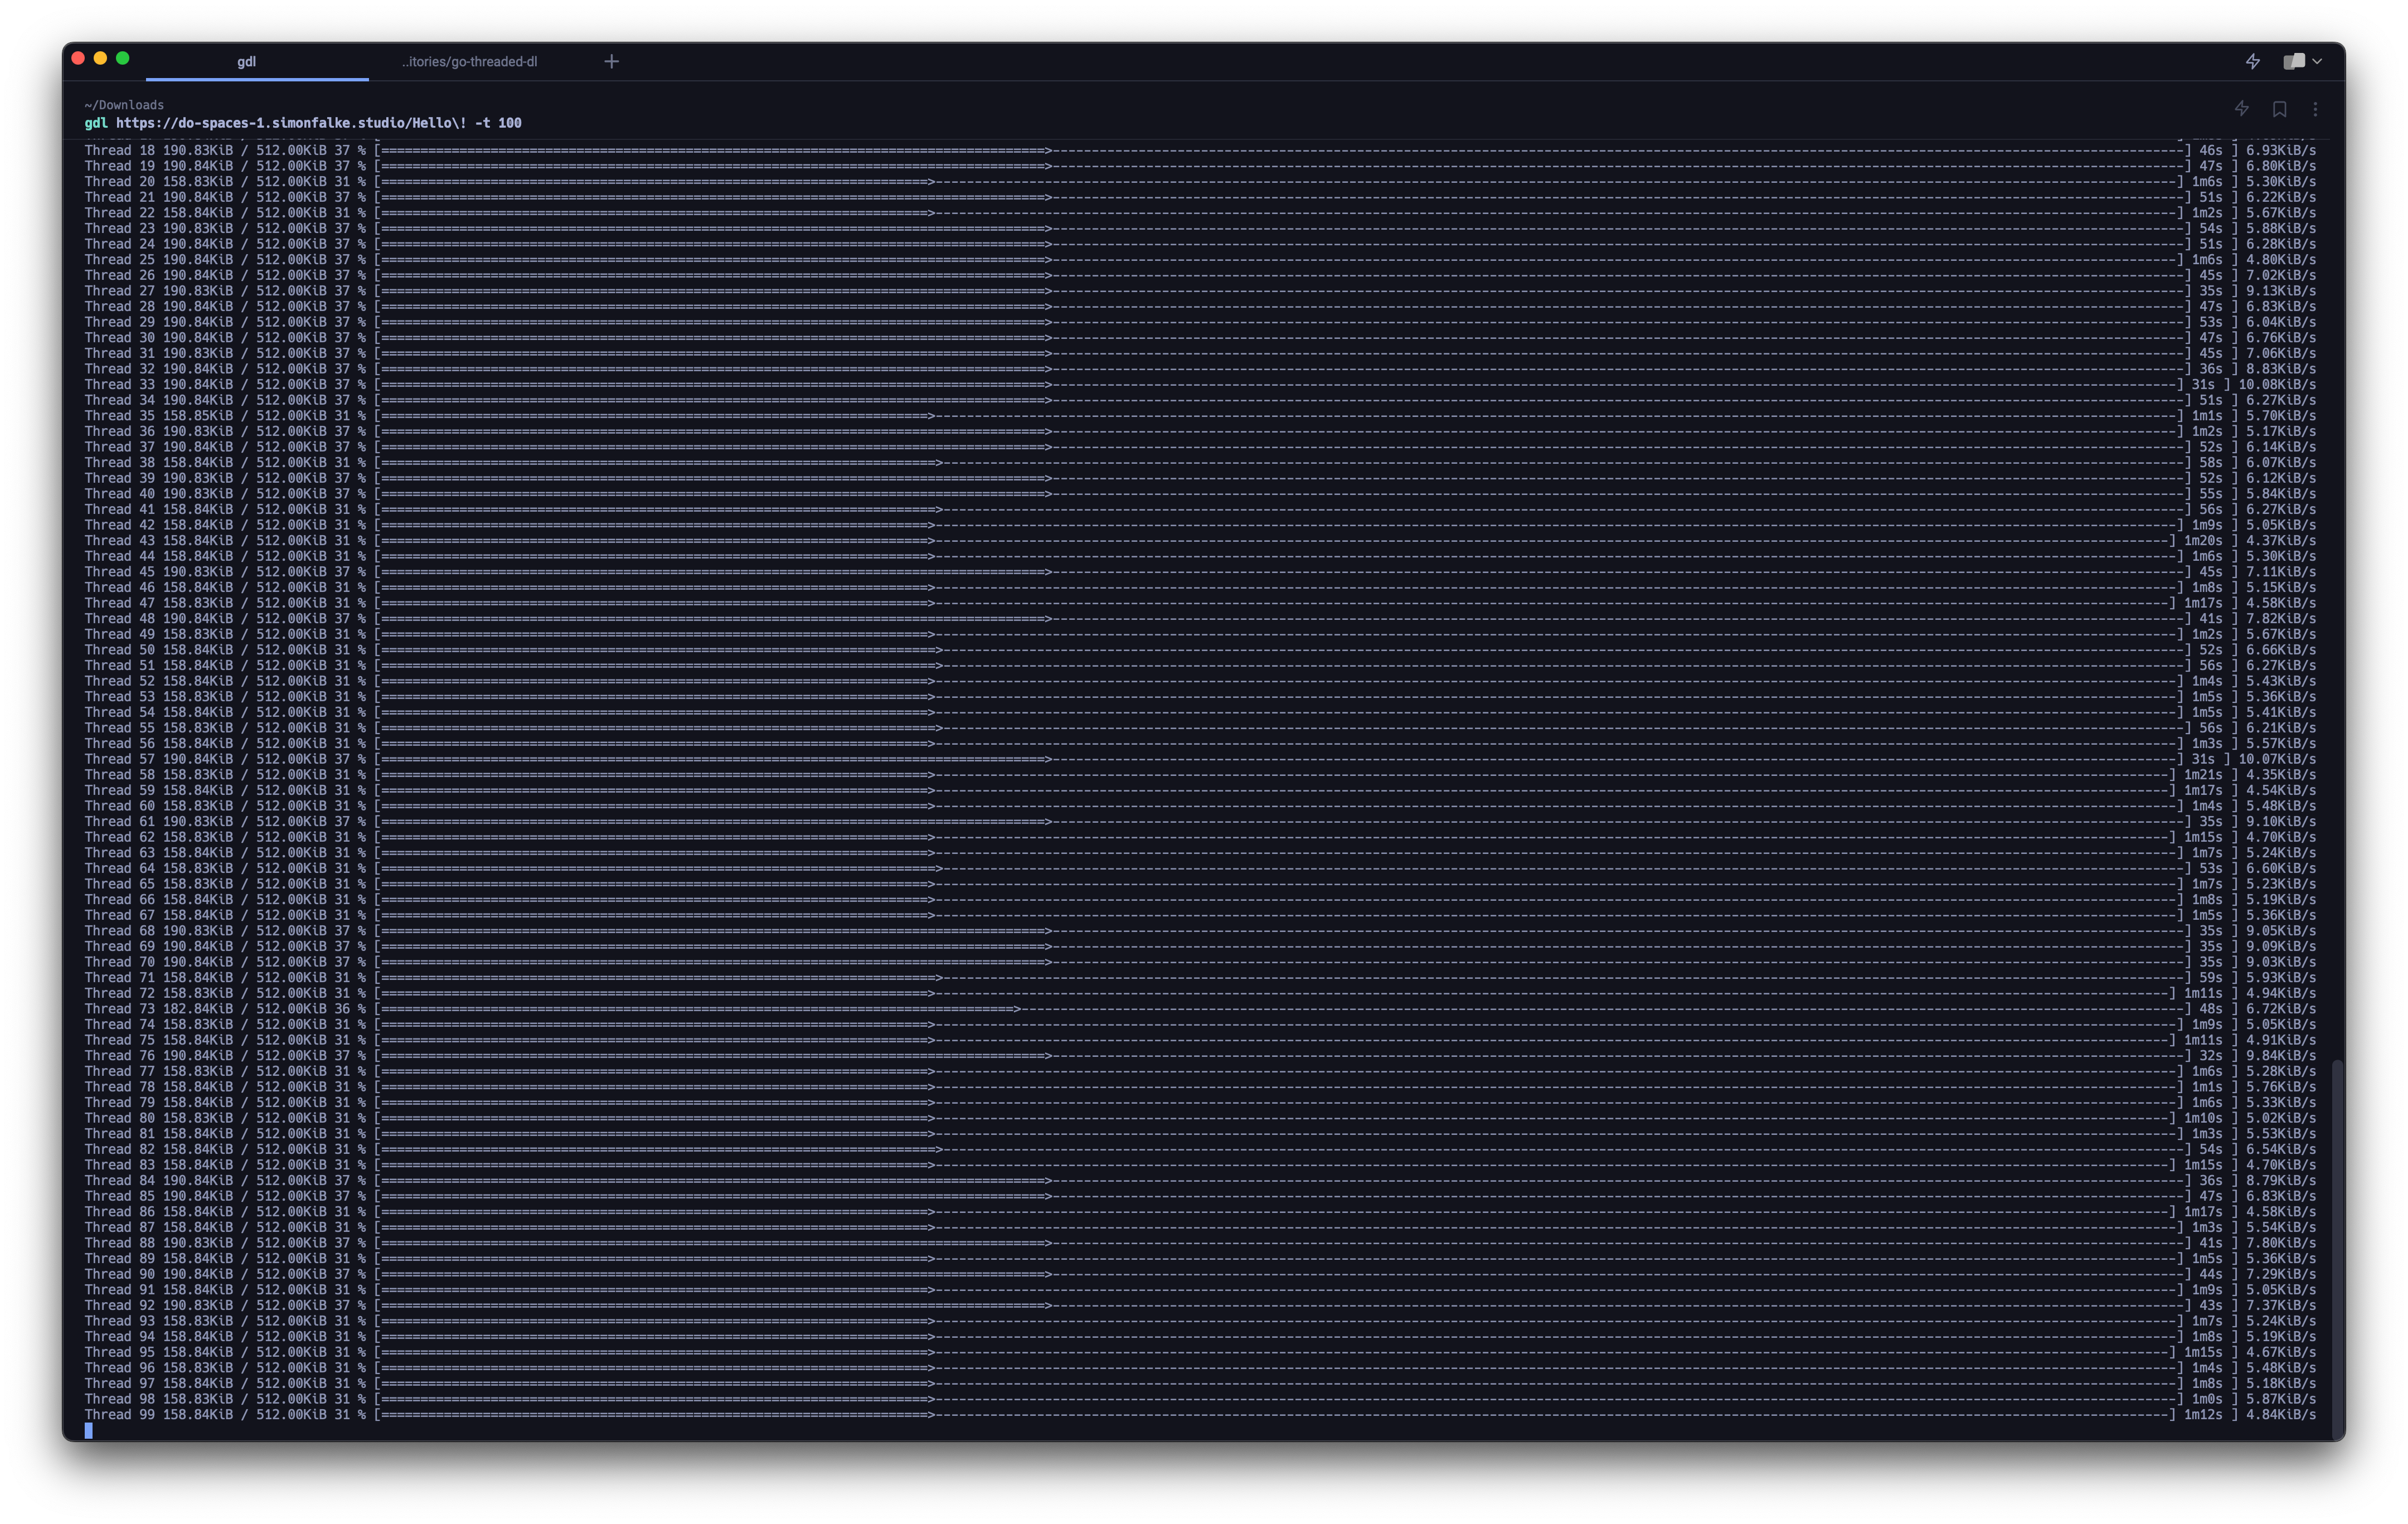 gdl
..itories/go-threaded-dl
~/Downloads
gdl https://do-spaces-1.simonfalke.studio/Hello\! -t 100
Thread 18 190.83KiB / 512.00KiB 37 % [=====>-----] 46s ] 6.93KiB/s
Thread 19 190.84KiB / 512.00KiB 37 % [=====>-----] 47s ] 6.80KiB/s
Thread 20 158.83KiB / 512.00KiB 31 % [====>------] 1m6s ] 5.30KiB/s
Thread 21 190.84KiB / 512.00KiB 37 % [=====>-----] 51s ] 6.22KiB/s
Thread 22 158.84KiB / 512.00KiB 31 % [====>------] 1m2s ] 5.67KiB/s
Thread 23 190.83KiB / 512.00KiB 37 % [=====>-----] 54s ] 5.88KiB/s
Thread 24 190.84KiB / 512.00KiB 37 % [=====>-----] 51s ] 6.28KiB/s
Thread 25 190.84KiB / 512.00KiB 37 % [=====>-----] 1m6s ] 4.80KiB/s
Thread 26 190.84KiB / 512.00KiB 37 % [=====>-----] 45s ] 7.02KiB/s
Thread 27 190.83KiB / 512.00KiB 37 % [=====>-----] 35s ] 9.13KiB/s
Thread 28 190.84KiB / 512.00KiB 37 % [=====>-----] 47s ] 6.83KiB/s
Thread 29 190.84KiB / 512.00KiB 37 % [=====>-----] 53s ] 6.04KiB/s
Thread 30 190.84KiB / 512.00KiB 37 % [=====>-----] 47s ] 6.76KiB/s
Thread 31 190.83KiB / 512.00KiB 37 % [=====>-----] 45s ] 7.06KiB/s
Thread 32 190.84KiB / 512.00KiB 37 % [=====>-----] 36s ] 8.83KiB/s
Thread 33 190.84KiB / 512.00KiB 37 % [=====>-----] 31s ] 10.08KiB/s
Thread 34 190.84KiB / 512.00KiB 37 % [=====>-----] 51s ] 6.27KiB/s
Thread 35 158.85KiB / 512.00KiB 31 % [====>------] 1m1s ] 5.70KiB/s
Thread 36 190.83KiB / 512.00KiB 37 % [=====>-----] 1m2s ] 5.17KiB/s
Thread 37 190.84KiB / 512.00KiB 37 % [=====>-----] 52s ] 6.14KiB/s
Thread 38 158.84KiB / 512.00KiB 31 % [====>------] 58s ] 6.07KiB/s
Thread 39 190.83KiB / 512.00KiB 37 % [=====>-----] 52s ] 6.12KiB/s
Thread 40 190.83KiB / 512.00KiB 37 % [=====>-----] 55s ] 5.84KiB/s
Thread 41 158.84KiB / 512.00KiB 31 % [====>------] 56s ] 6.27KiB/s
Thread 42 158.84KiB / 512.00KiB 31 % [====>------] 1m9s ] 5.05KiB/s
Thread 43 158.84KiB / 512.00KiB 31 % [====>------] 1m20s ] 4.37KiB/s
Thread 44 158.84KiB / 512.00KiB 31 % [====>------] 1m6s ] 5.30KiB/s
Thread 45 190.83KiB / 512.00KiB 37 % [=====>-----] 45s ] 7.11KiB/s
Thread 46 158.84KiB / 512.00KiB 31 % [====>------] 1m8s ] 5.15KiB/s
Thread 47 158.83KiB / 512.00KiB 31 % [====>------] 1m17s ] 4.58KiB/s
Thread 48 190.84KiB / 512.00KiB 37 % [=====>-----] 41s ] 7.82KiB/s
Thread 49 158.83KiB / 512.00KiB 31 % [====>------] 1m2s ] 5.67KiB/s
Thread 50 158.84KiB / 512.00KiB 31 % [====>------] 52s ] 6.66KiB/s
Thread 51 158.84KiB / 512.00KiB 31 % [====>------] 56s ] 6.27KiB/s
Thread 52 158.84KiB / 512.00KiB 31 % [====>------] 1m4s ] 5.43KiB/s
Thread 53 158.83KiB / 512.00KiB 31 % [====>------] 1m5s ] 5.36KiB/s
Thread 54 158.84KiB / 512.00KiB 31 % [====>------] 1m5s ] 5.41KiB/s
Thread 55 158.83KiB / 512.00KiB 31 % [====>------] 56s ] 6.21KiB/s
Thread 56 158.84KiB / 512.00KiB 31 % [====>------] 1m3s ] 5.57KiB/s
Thread 57 190.84KiB / 512.00KiB 37 % [=====>-----] 31s ] 10.07KiB/s
Thread 58 158.83KiB / 512.00KiB 31 % [====>------] 1m21s ] 4.35KiB/s
Thread 59 158.84KiB / 512.00KiB 31 % [====>------] 1m17s ] 4.54KiB/s
Thread 60 158.83KiB / 512.00KiB 31 % [====>------] 1m4s ] 5.48KiB/s
Thread 61 190.83KiB / 512.00KiB 37 % [=====>-----] 35s ] 9.10KiB/s
Thread 62 158.83KiB / 512.00KiB 31 % [====>------] 1m15s ] 4.70KiB/s
Thread 63 158.84KiB / 512.00KiB 31 % [====>------] 1m7s ] 5.24KiB/s
Thread 64 158.83KiB / 512.00KiB 31 % [====>------] 53s ] 6.60KiB/s
Thread 65 158.83KiB / 512.00KiB 31 % [====>------] 1m7s ] 5.23KiB/s
Thread 66 158.84KiB / 512.00KiB 31 % [====>------] 1m8s ] 5.19KiB/s
Thread 67 158.84KiB / 512.00KiB 31 % [====>------] 1m5s ] 5.36KiB/s
Thread 68 190.83KiB / 512.00KiB 37 % [=====>-----] 35s ] 9.05KiB/s
Thread 69 190.84KiB / 512.00KiB 37 % [=====>-----] 35s ] 9.09KiB/s
Thread 70 190.84KiB / 512.00KiB 37 % [=====>-----] 35s ] 9.03KiB/s
Thread 71 158.84KiB / 512.00KiB 31 % [====>------] 59s ] 5.93KiB/s
Thread 72 158.83KiB / 512.00KiB 31 % [====>------] 1m11s ] 4.94KiB/s
Thread 73 182.84KiB / 512.00KiB 36 % [=====>-----] 48s ] 6.72KiB/s
Thread 74 158.83KiB / 512.00KiB 31 % [====>------] 1m9s ] 5.05KiB/s
Thread 75 158.84KiB / 512.00KiB 31 % [====>------] 1m11s ] 4.91KiB/s
Thread 76 190.84KiB / 512.00KiB 37 % [=====>-----] 32s ] 9.84KiB/s
Thread 77 158.83KiB / 512.00KiB 31 % [====>------] 1m6s ] 5.28KiB/s
Thread 78 158.84KiB / 512.00KiB 31 % [====>------] 1m1s ] 5.76KiB/s
Thread 79 158.84KiB / 512.00KiB 31 % [====>------] 1m6s ] 5.33KiB/s
Thread 80 158.83KiB / 512.00KiB 31 % [====>------] 1m10s ] 5.02KiB/s
Thread 81 158.84KiB / 512.00KiB 31 % [====>------] 1m3s ] 5.53KiB/s
Thread 82 158.84KiB / 512.00KiB 31 % [====>------] 54s ] 6.54KiB/s
Thread 83 158.84KiB / 512.00KiB 31 % [====>------] 1m15s ] 4.70KiB/s
Thread 84 190.84KiB / 512.00KiB 37 % [=====>-----] 36s ] 8.79KiB/s
Thread 85 190.84KiB / 512.00KiB 37 % [=====>-----] 47s ] 6.83KiB/s
Thread 86 158.84KiB / 512.00KiB 31 % [====>------] 1m17s ] 4.58KiB/s
Thread 87 158.84KiB / 512.00KiB 31 % [====>------] 1m3s ] 5.54KiB/s
Thread 88 190.83KiB / 512.00KiB 37 % [=====>-----] 41s ] 7.80KiB/s
Thread 89 158.84KiB / 512.00KiB 31 % [====>------] 1m5s ] 5.36KiB/s
Thread 90 190.84KiB / 512.00KiB 37 % [=====>-----] 44s ] 7.29KiB/s
Thread 91 158.84KiB / 512.00KiB 31 % [====>------] 1m9s ] 5.05KiB/s
Thread 92 190.83KiB / 512.00KiB 37 % [=====>-----] 43s ] 7.37KiB/s
Thread 93 158.83KiB / 512.00KiB 31 % [====>------] 1m7s ] 5.24KiB/s
Thread 94 158.84KiB / 512.00KiB 31 % [====>------] 1m8s ] 5.19KiB/s
Thread 95 158.84KiB / 512.00KiB 31 % [====>------] 1m15s ] 4.67KiB/s
Thread 96 158.83KiB / 512.00KiB 31 % [====>------] 1m4s ] 5.48KiB/s
Thread 97 158.84KiB / 512.00KiB 31 % [====>------] 1m8s ] 5.18KiB/s
Thread 98 158.83KiB / 512.00KiB 31 % [====>------] 1m0s ] 5.87KiB/s
Thread 99 158.84KiB / 512.00KiB 31 % [====>------] 1m12s ] 4.84KiB/s